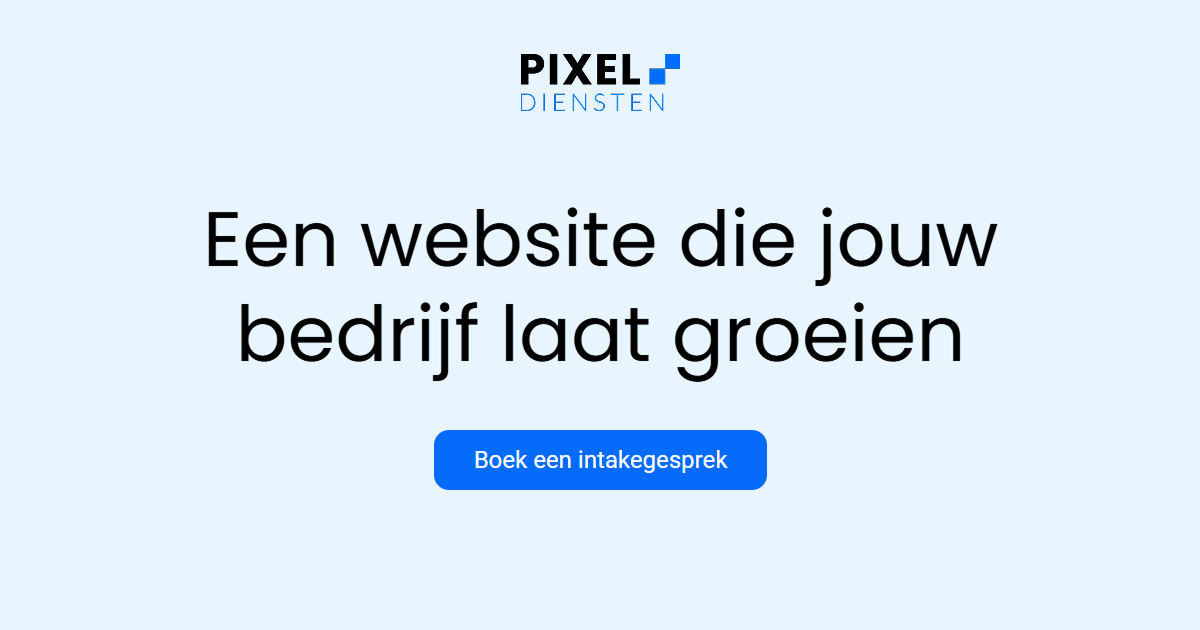 PIXEL
DIENSTEN
Een website die jouw
bedrijf laat groeien
Boek een intakegesprek